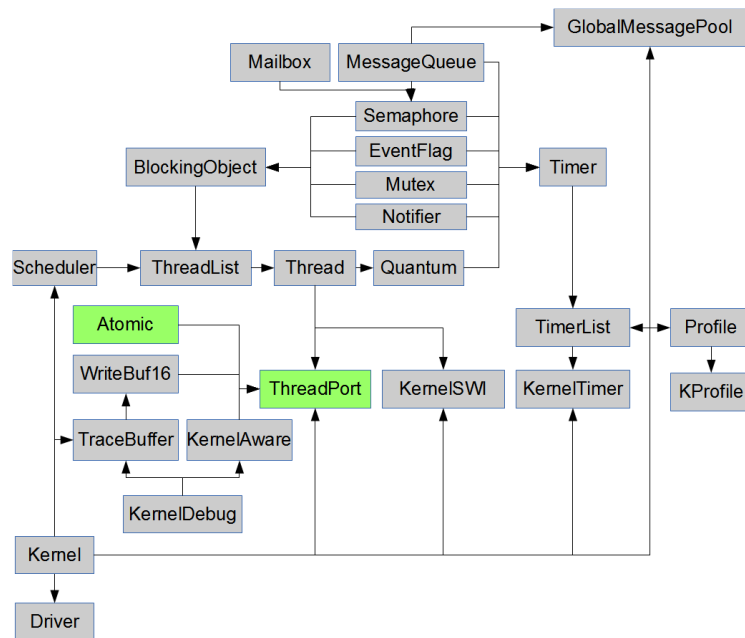 GlobalMessagePool
Mailbox
MessageQueue
Semaphore
EventFlag
BlockingObject
Timer
Mutex
Notifier
Scheduler
ThreadList
Thread
Quantum
Atomic
TimerList
Profile
WriteBuf16
ThreadPort
KernelSWI
KernelTimer
KProfile
TraceBuffer
KernelAware
KernelDebug
Kernel
Driver